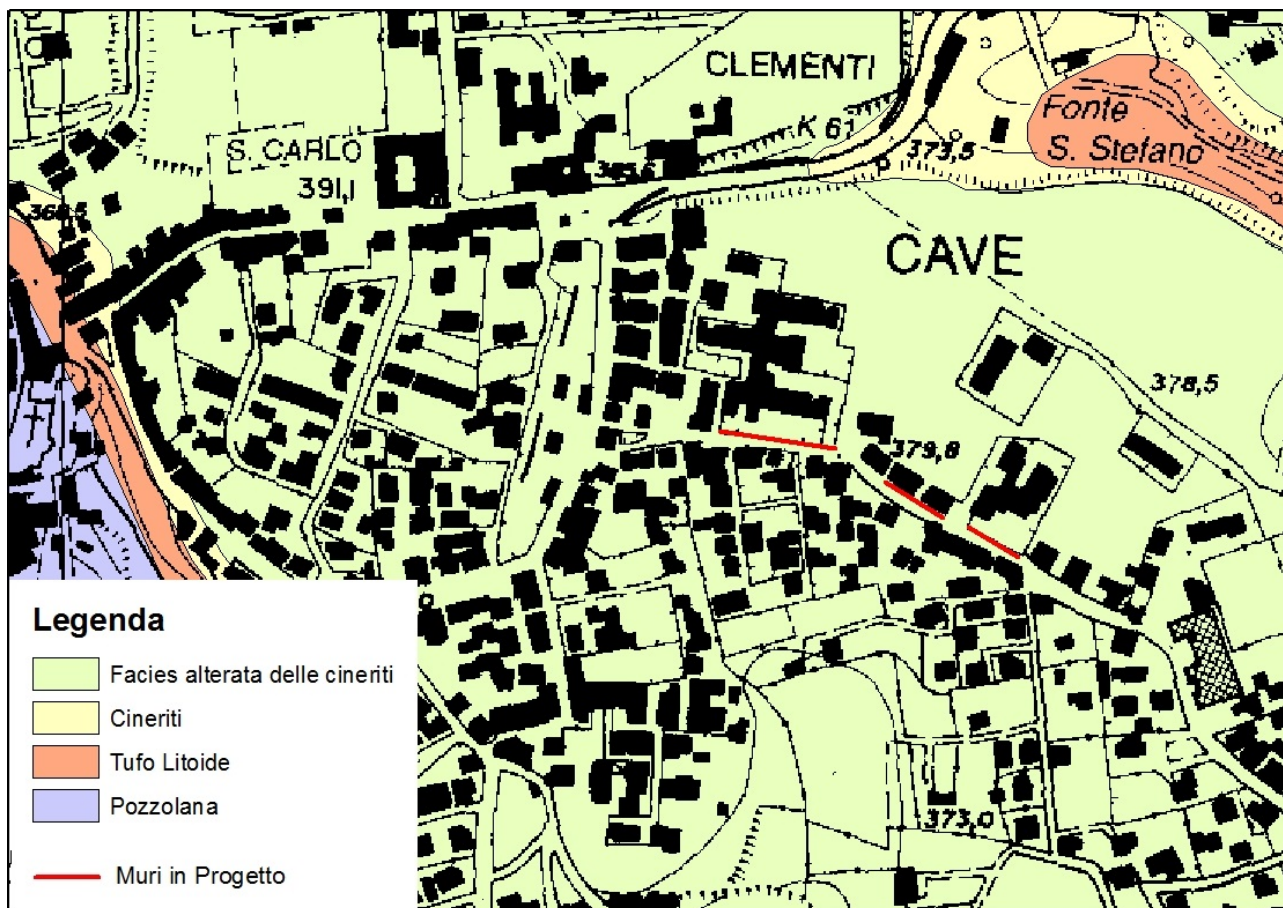 CLEMENTI
K 61
Fonte
S. Stefano
373,5
S. CARLO
391,1
CAVE
378,5
379,8
373,0
Legenda
Facies alterata delle cineriti
Cineriti
Tufo Litoide
Pozzolana
Muri in Progetto